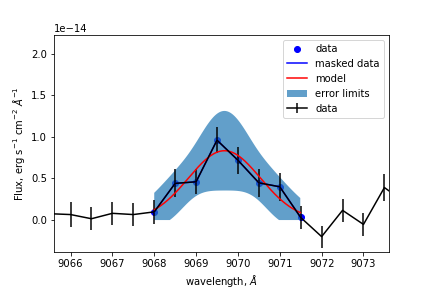 1e−14
2.0
1.5
1.0
0.5
0.0
Flux, erg s⁻¹ cm⁻² Å⁻¹
data
masked data
model
error limits
data
9066 9067 9068 9069 9070 9071 9072 9073
wavelength, Å